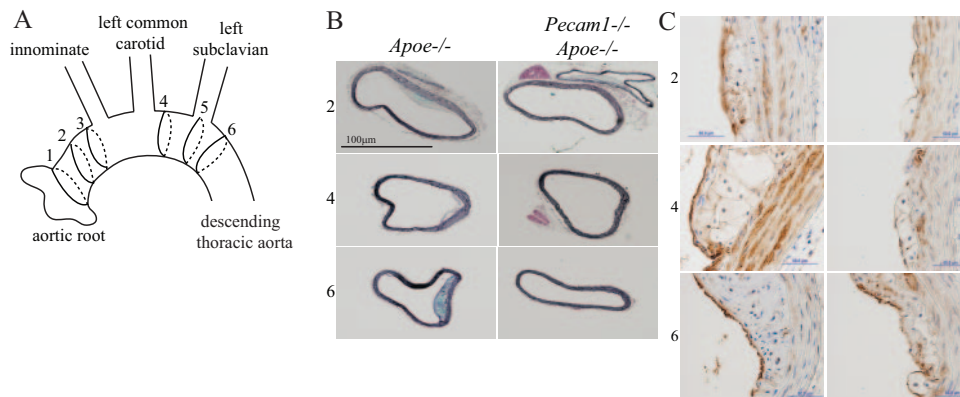 A
innominate
left common
carotid
left
subclavian
1
2
3
4
5
6
aortic root
descending
thoracic aorta
B
Apoe-/-
Pecam1-/-
Apoe-/-
2
100µm
4
6
C
2
4
6